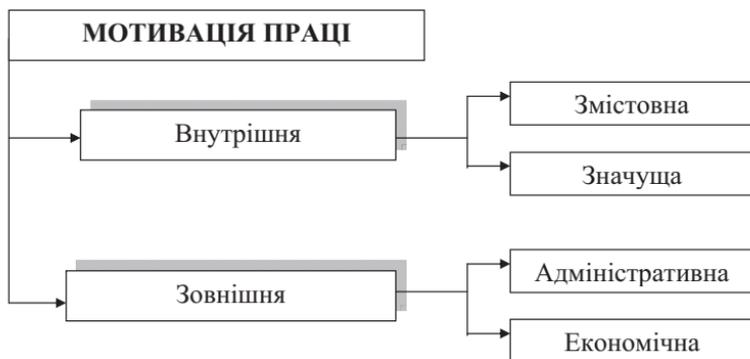 МОТИВАЦІЯ ПРАЦІ
Внутрішня
Змістовна
Значуща
Зовнішня
Адміністративна
Економічна